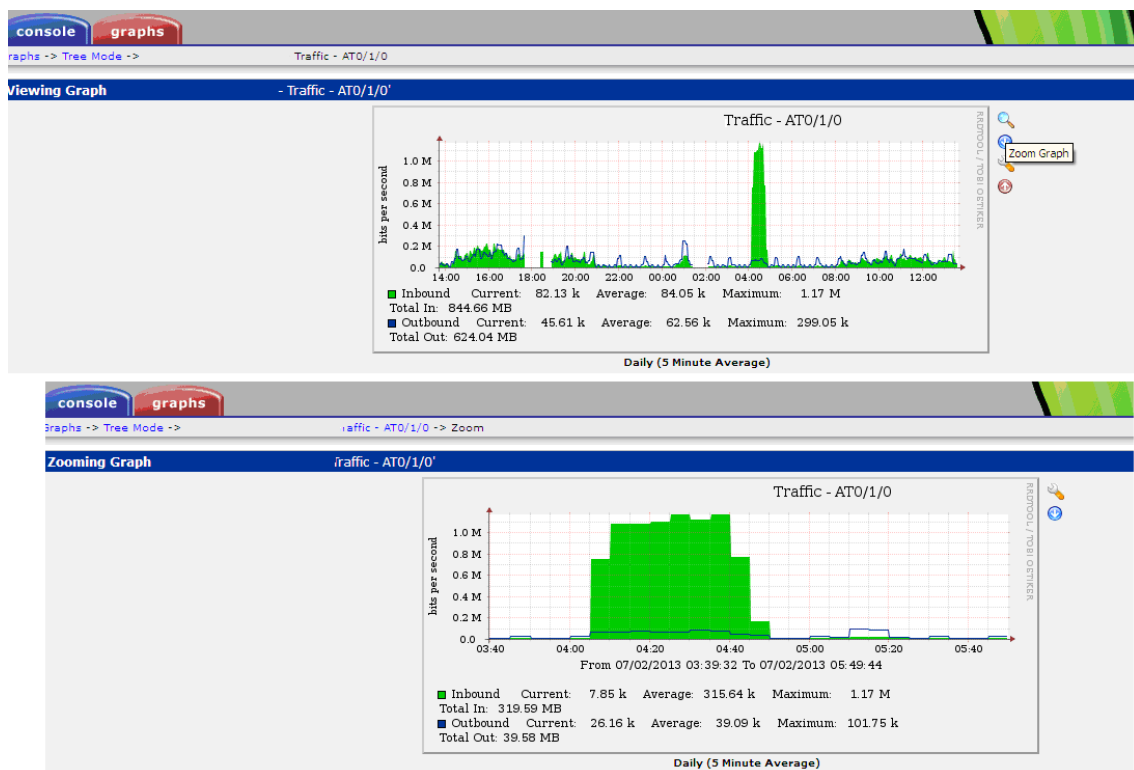 console graphs
raphs -> Tree Mode -> Traffic - AT0/1/0
Viewing Graph - Traffic - AT0/1/0'
Traffic - AT0/1/0
RRDTOOL / TOBI OETIKER
Zoom Graph
bits per second
1.0 M
0.8 M
0.6 M
0.4 M
0.2 M
0.0
14:00 16:00 18:00 20:00 22:00 00:00 02:00 04:00 06:00 08:00 10:00 12:00
Inbound Current: 82.13 k Average: 84.05 k Maximum: 1.17 M
Total In: 844.66 MB
Outbound Current: 45.61 k Average: 62.56 k Maximum: 299.05 k
Total Out: 624.04 MB
Daily (5 Minute Average)
console graphs
Graphs -> Tree Mode -> affic - AT0/1/0 -> Zoom
Zooming Graph raffic - AT0/1/0'
Traffic - AT0/1/0
RRDTOOL / TOBI OETIKER
bits per second
1.0 M
0.8 M
0.6 M
0.4 M
0.2 M
0.0
03:40 04:00 04:20 04:40 05:00 05:20 05:40
From 07/02/2013 03:39:32 To 07/02/2013 05:49:44
Inbound Current: 7.85 k Average: 315.64 k Maximum: 1.17 M
Total In: 319.59 MB
Outbound Current: 26.16 k Average: 39.09 k Maximum: 101.75 k
Total Out: 39.58 MB
Daily (5 Minute Average)